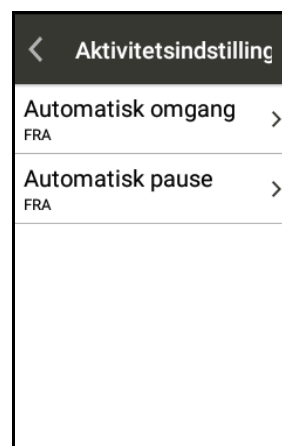 Aktivitetsindstilling
Automatisk omgang
FRA
Automatisk pause
FRA